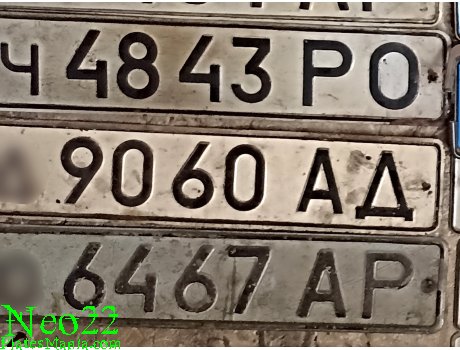 ч 4843 РО
9060 АД
6467 АР
Neo22
PlatesMania.com